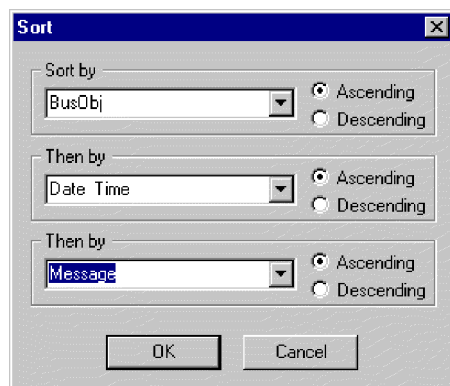 Sort
Sort by
BusObj
Ascending
Descending
Then by
Date Time
Ascending
Descending
Then by
Message
Ascending
Descending
OK
Cancel